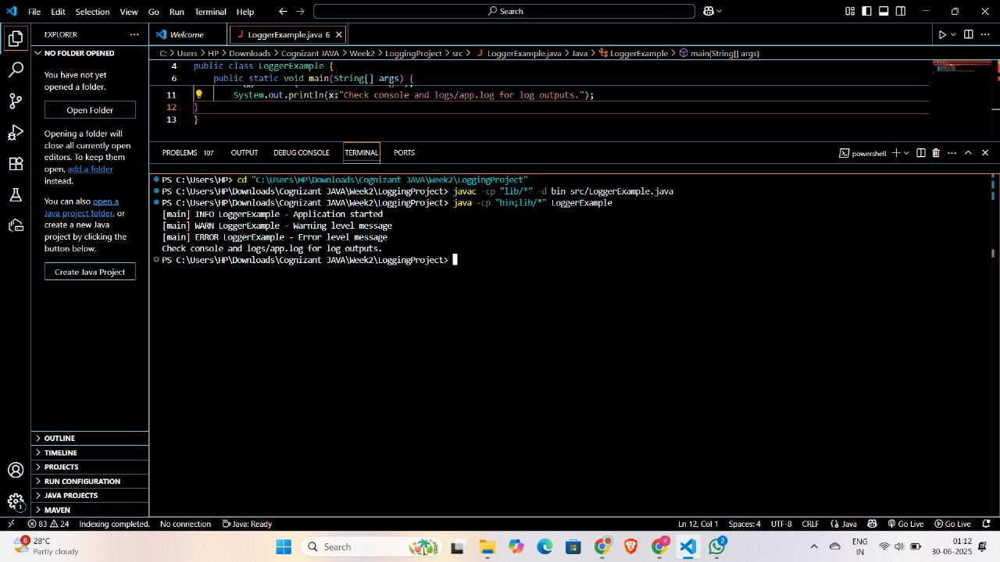 File Edit Selection View Go Run Terminal Help
Search
EXPLORER
Welcome
LoggerExample.java 6
NO FOLDER OPENED
C: > Users > HP > Downloads > Cognizant JAVA > Week2 > LoggingProject > src > LoggerExample.java > Java > LoggerExample > main(String[] args)
You have not yet
opened a folder.
Open Folder
Opening a folder will
close all currently open
editors. To keep them
open, add a folder
instead.
You can also open a
Java project folder, or
create a new Java
project by clicking the
button below.
Create Java Project
OUTLINE
TIMELINE
PROJECTS
RUN CONFIGURATION
JAVA PROJECTS
MAVEN
4 public class LoggerExample {
6 public static void main(String[] args) {
11 System.out.println(x:"Check console and logs/app.log for log outputs.");
12 }
13 }
PROBLEMS 107 OUTPUT DEBUG CONSOLE TERMINAL PORTS
powershell
PS C:\Users\HP> cd "C:\Users\HP\Downloads\Cognizant JAVA\Week2\LoggingProject"
PS C:\Users\HP\Downloads\Cognizant JAVA\Week2\LoggingProject> javac -cp "lib/*" -d bin src/LoggerExample.java
PS C:\Users\HP\Downloads\Cognizant JAVA\Week2\LoggingProject> java -cp "bin;lib/*" LoggerExample
[main] INFO LoggerExample - Application started
[main] WARN LoggerExample - Warning level message
[main] ERROR LoggerExample - Error level message
Check console and logs/app.log for log outputs.
PS C:\Users\HP\Downloads\Cognizant JAVA\Week2\LoggingProject>
1
83 24 Indexing completed. No connection Java: Ready
Ln 12, Col 1 Spaces: 4 UTF-8 CRLF {} Java Go Live Go Live
8
28°C
Partly cloudy
Search
V
2
ENG
IN
01:12
30-06-2025